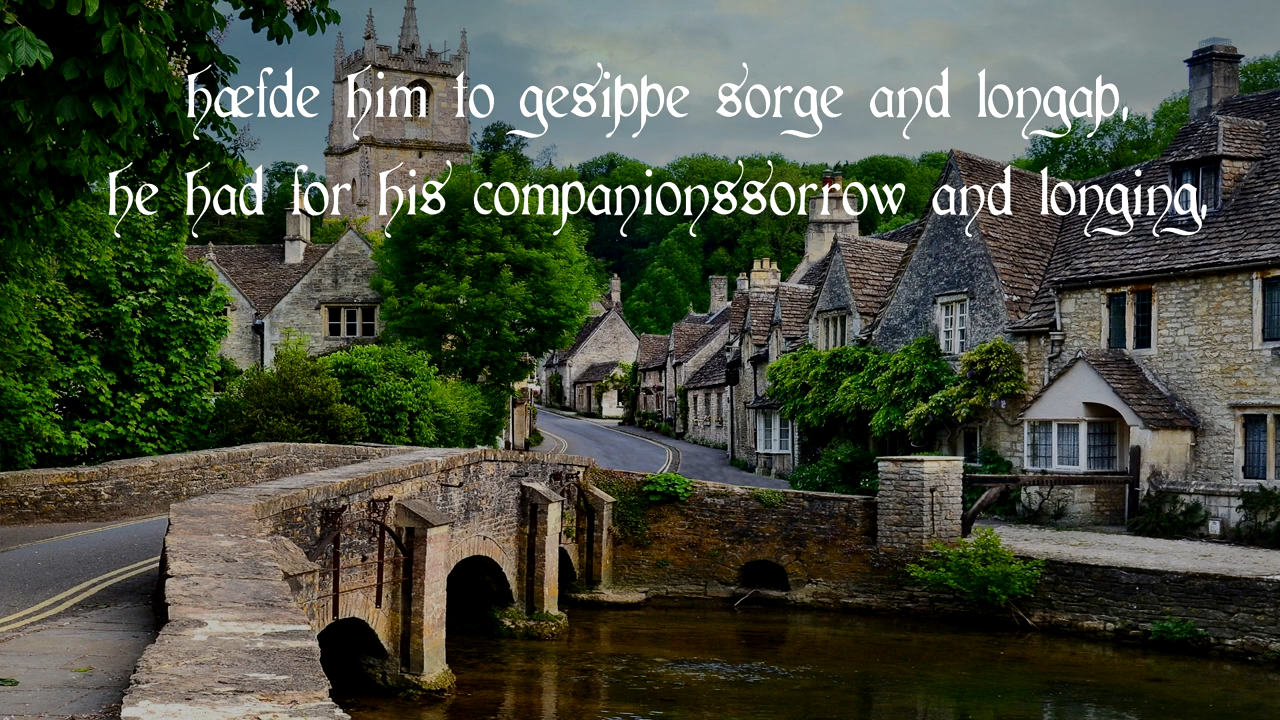 hæfde him to gesiþþe sorge and longaþ,
he had for his companionssorrow and longing,